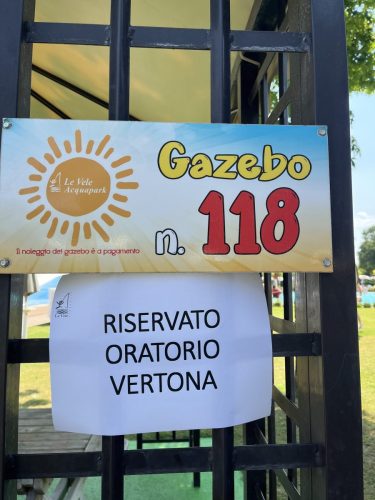 Le Vele
Acquapark
Gazebo
n. 118
Il noleggio del gazebo è a pagamento
RISERVATO
ORATORIO
VERTONA